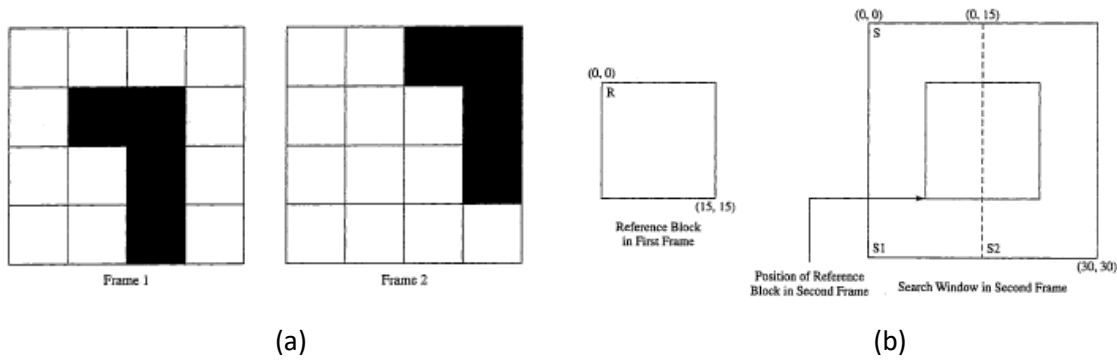 Frame 1
Frame 2
(a)
(0, 0)
R
(15, 15)
Reference Block
in First Frame
(0, 0)
(0, 15)
S
S1
S2
(30, 30)
Position of Reference
Block in Second Frame
Search Window in Second Frame
(b)